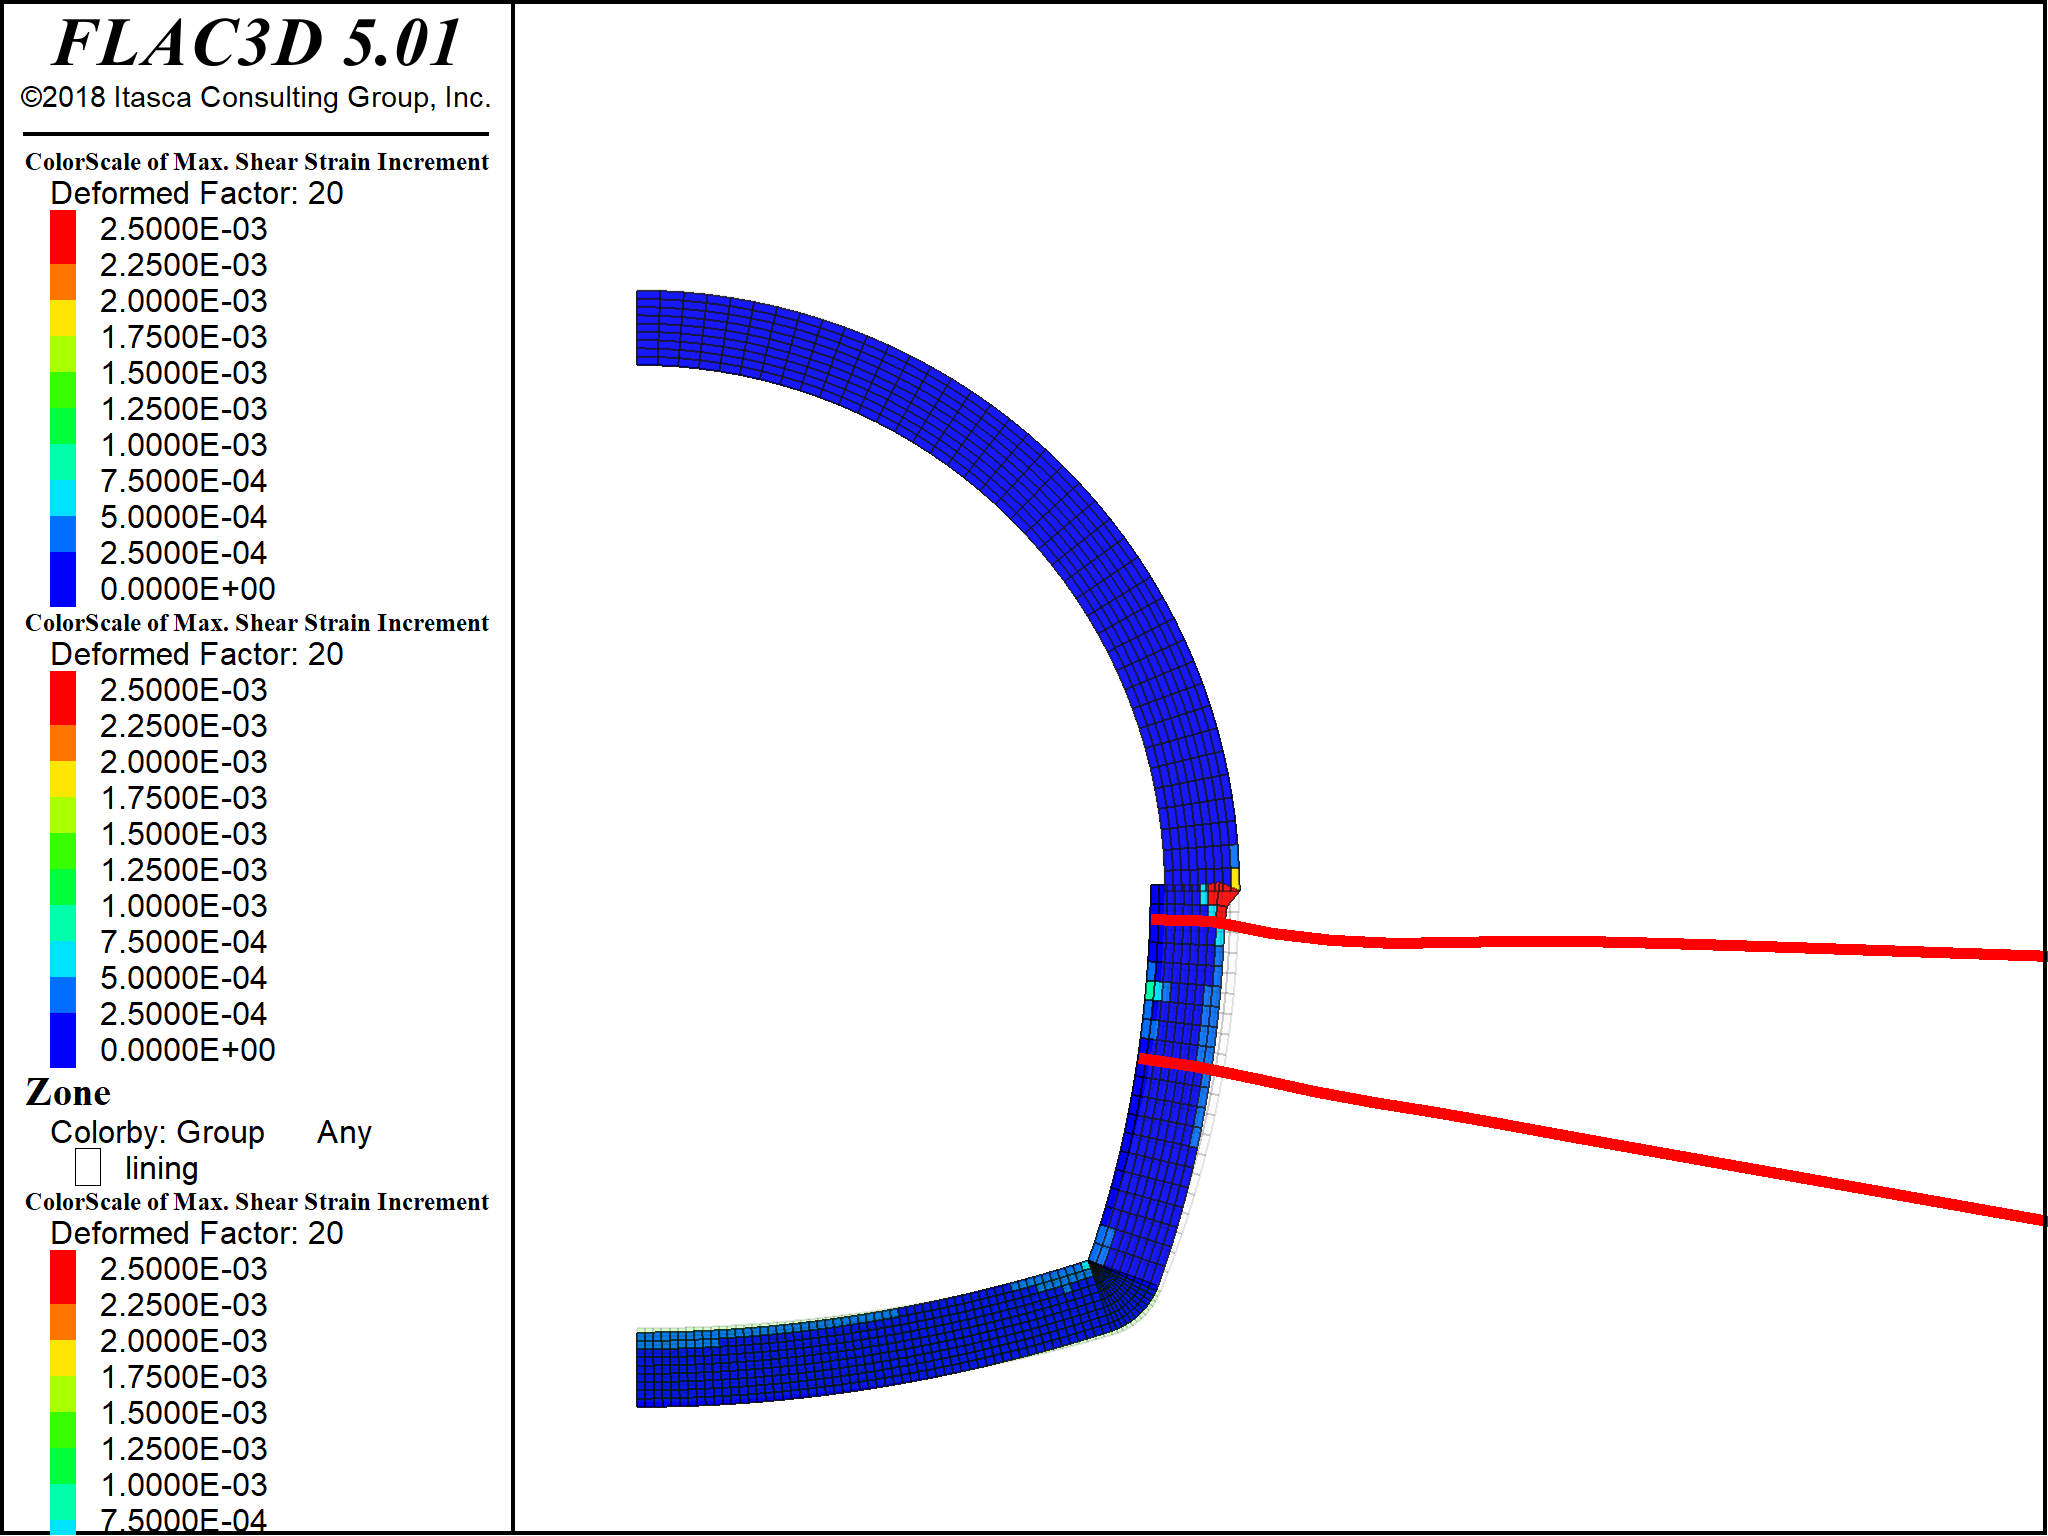 FLAC3D 5.01
©2018 Itasca Consulting Group, Inc.
ColorScale of Max. Shear Strain Increment
Deformed Factor: 20
2.5000E-03
2.2500E-03
2.0000E-03
1.7500E-03
1.5000E-03
1.2500E-03
1.0000E-03
7.5000E-04
5.0000E-04
2.5000E-04
0.0000E+00
ColorScale of Max. Shear Strain Increment
Deformed Factor: 20
2.5000E-03
2.2500E-03
2.0000E-03
1.7500E-03
1.5000E-03
1.2500E-03
1.0000E-03
7.5000E-04
5.0000E-04
2.5000E-04
0.0000E+00
Zone
Colorby: Group Any
lining
ColorScale of Max. Shear Strain Increment
Deformed Factor: 20
2.5000E-03
2.2500E-03
2.0000E-03
1.7500E-03
1.5000E-03
1.2500E-03
1.0000E-03
7.5000E-04